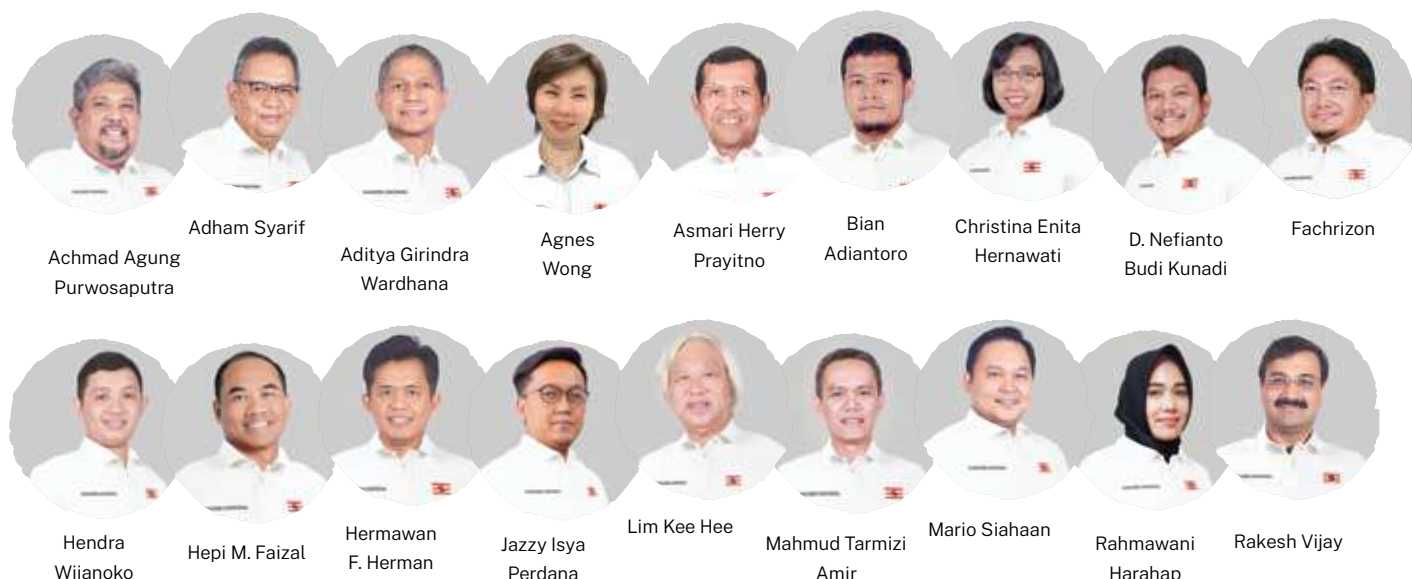 Achmad Agung
Purwosaputra
Adham Syarif
Aditya Girindra
Wardhana
Agnes
Wong
Asmari Herry
Prayitno
Bian
Adiantoro
Christina Enita
Hernawati
D. Nefianto
Budi Kunadi
Fachrizon
Hendra
Wijanoko
Hepi M. Faizal
Hermawan
F. Herman
Jazzy Isya
Perdana
Lim Kee Hee
Mahmud Tarmizi
Amir
Mario Siahaan
Rahmawani
Harahap
Rakesh Vijay